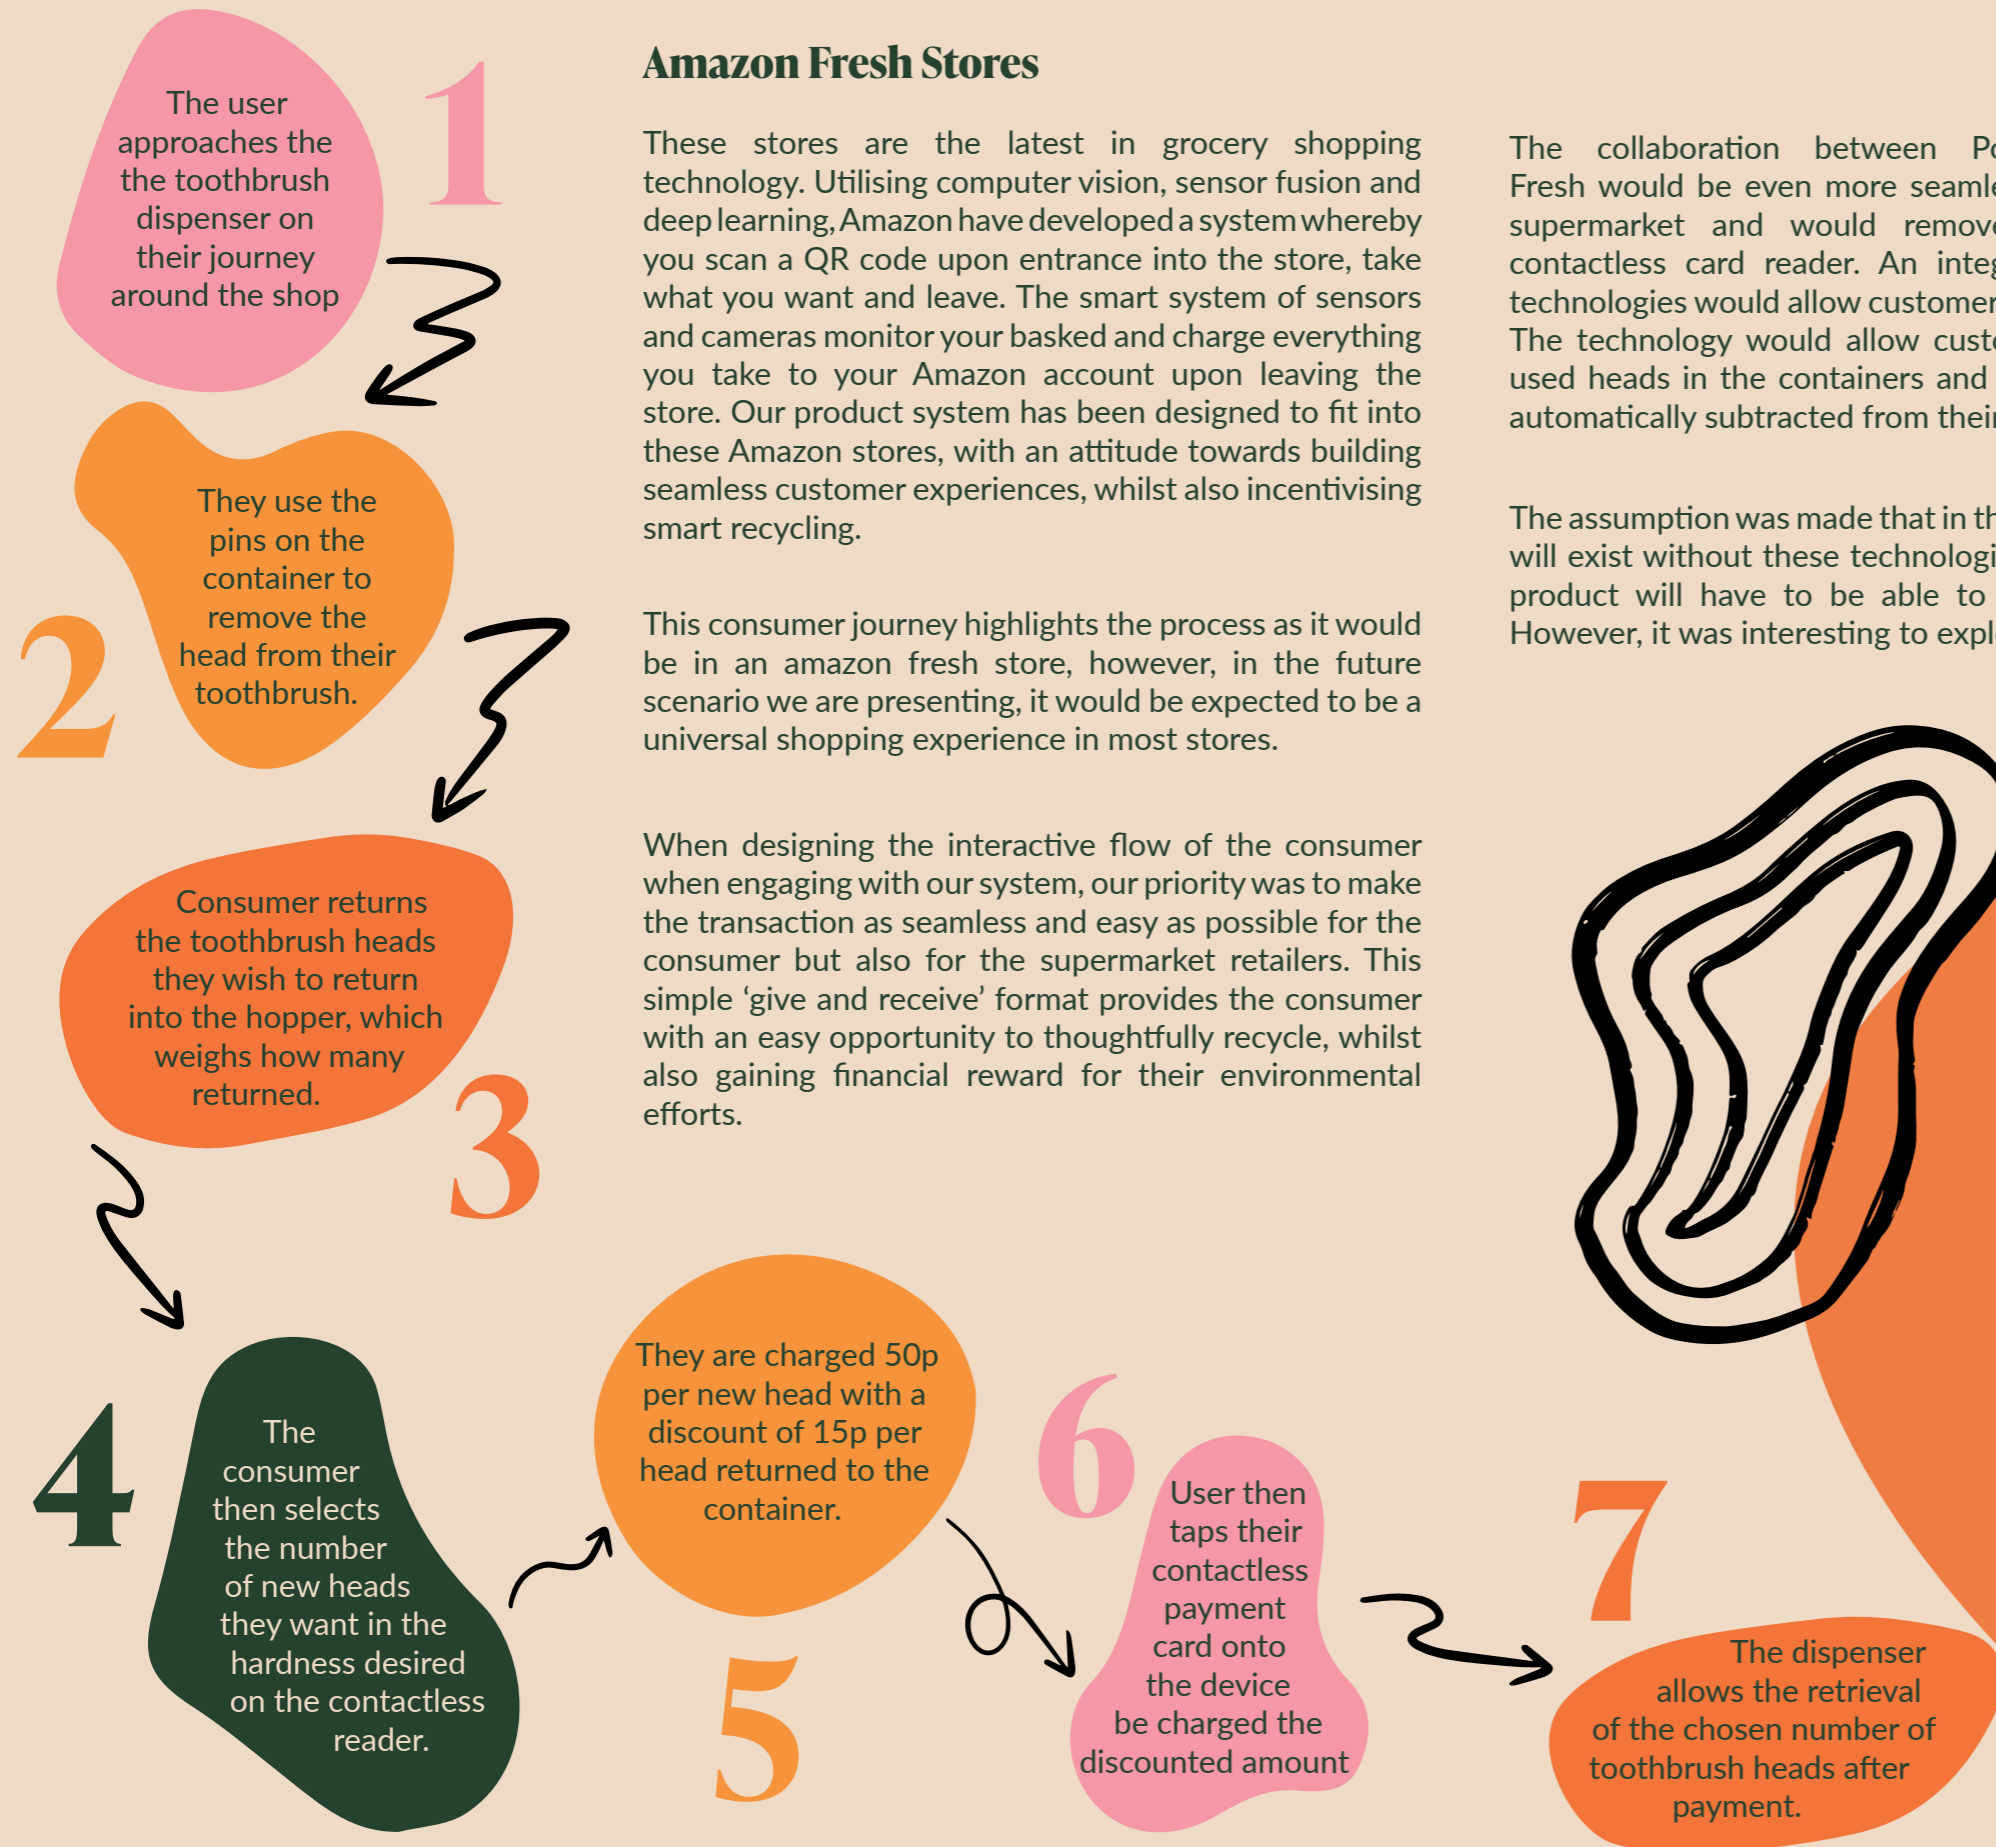 The user
approaches the
the toothbrush
dispenser on
their journey
around the shop
1
They use the
pins on the
container to
remove the
head from their
toothbrush.
2
Consumer returns
the toothbrush heads
they wish to return
into the hopper, which
weighs how many
returned.
3
4
The
consumer
then selects
the number
of new heads
they want in the
hardness desired
on the contactless
reader.
They are charged 50p
per new head with a
discount of 15p per
head returned to the
container.
5
6
User then
taps their
contactless
payment
card onto
the device
be charged the
discounted amount
7
The dispenser
allows the retrieval
of the chosen number of
toothbrush heads after
payment.
Amazon Fresh Stores
These stores are the latest in grocery shopping
technology. Utilising computer vision, sensor fusion and
deep learning, Amazon have developed a system whereby
you scan a QR code upon entrance into the store, take
what you want and leave. The smart system of sensors
and cameras monitor your basked and charge everything
you take to your Amazon account upon leaving the
store. Our product system has been designed to fit into
these Amazon stores, with an attitude towards building
seamless customer experiences, whilst also incentivising
smart recycling.
This consumer journey highlights the process as it would
be in an amazon fresh store, however, in the future
scenario we are presenting, it would be expected to be a
universal shopping experience in most stores.
When designing the interactive flow of the consumer
when engaging with our system, our priority was to make
the transaction as seamless and easy as possible for the
consumer but also for the supermarket retailers. This
simple ‘give and receive’ format provides the consumer
with an easy opportunity to thoughtfully recycle, whilst
also gaining financial reward for their environmental
efforts.
The collaboration between
Fresh would be even more
supermarket and would
contactless card reader. An
technologies would allow
The technology would allow
used heads in the containers and
automatically subtracted from
The assumption was made that in
will exist without these
product will have to be able to
However, it was interesting to